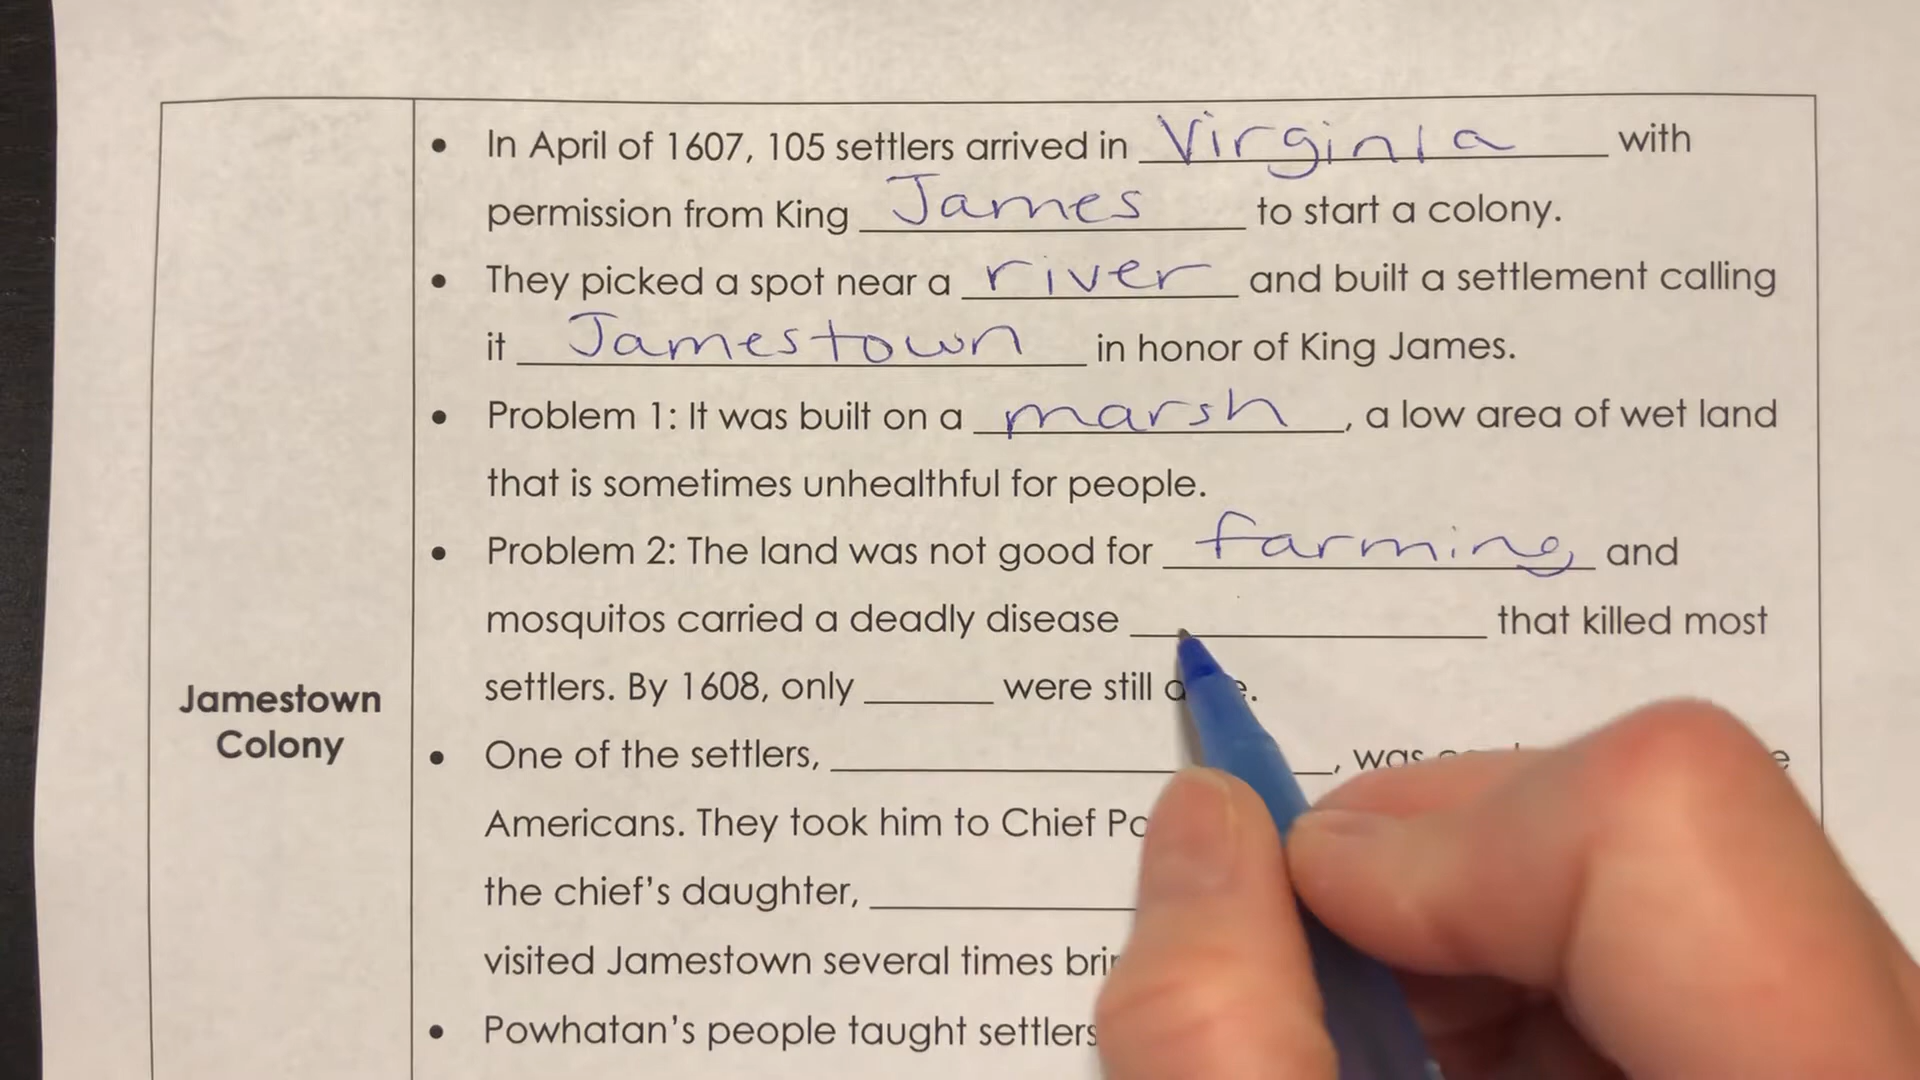 In April of 1607, 105 settlers arrived in Virginia with
permission from King James to start a colony.
They picked a spot near a river and built a settlement calling
it Jamestown in honor of King James.
Problem 1: It was built on a marsh, a low area of wet land
that is sometimes unhealthful for people.
Problem 2: The land was not good for farming and
mosquitos carried a deadly disease that killed most
settlers. By 1608, only were still
Jamestown
Colony
One of the settlers, , was
Americans. They took him to Chief
the chief's daughter,
visited Jamestown several times
Powhatan's people taught settlers